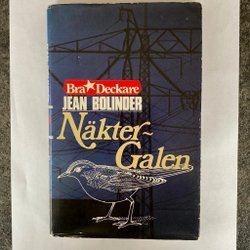 Bra★Deckare
JEAN BOLINDER
Näkter-
Galen